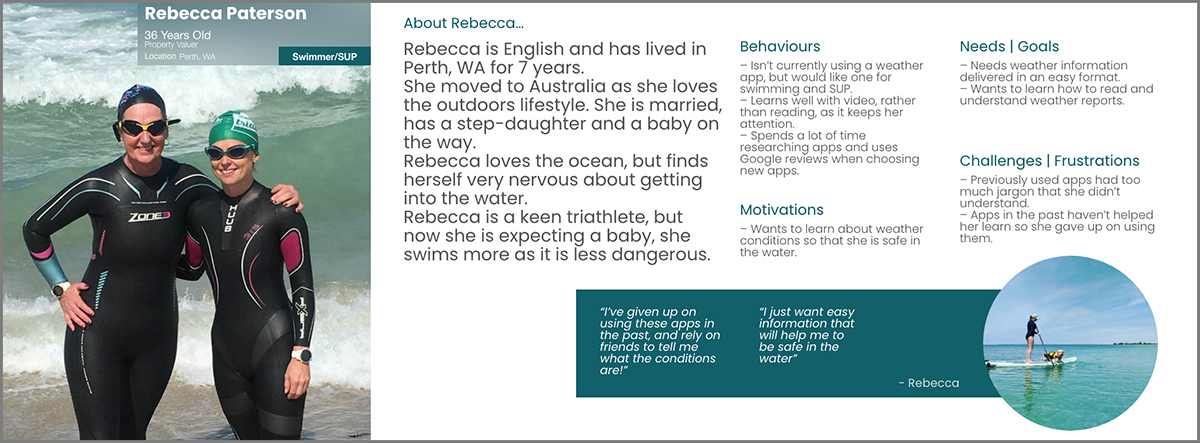 Rebecca Paterson
36 Years Old
Property Valuer
Location Perth, WA
Swimmer/SUP
ZONE3
HUUB
About Rebecca...
Rebecca is English and has lived in
Perth, WA for 7 years.
She moved to Australia as she loves
the outdoors lifestyle. She is married,
has a step-daughter and a baby on
the way.
Rebecca loves the ocean, but finds
herself very nervous about getting
into the water.
Rebecca is a keen triathlete, but
now she is expecting a baby, she
swims more as it is less dangerous.
Behaviours
– Isn’t currently using a weather
app, but would like one for
swimming and SUP.
– Learns well with video, rather
than reading, as it keeps her
attention.
– Spends a lot of time
researching apps and uses
Google reviews when choosing
new apps.
Motivations
– Wants to learn about weather
conditions so that she is safe in
the water.
Needs | Goals
– Needs weather information
delivered in an easy format.
– Wants to learn how to read and
understand weather reports.
Challenges | Frustrations
– Previously used apps had too
much jargon that she didn’t
understand.
– Apps in the past haven’t helped
her learn so she gave up on using
them.
“I’ve given up on
using these apps in
the past, and rely on
friends to tell me
what the conditions
are!”
“I just want easy
information that
will help me to
be safe in the
water”
- Rebecca